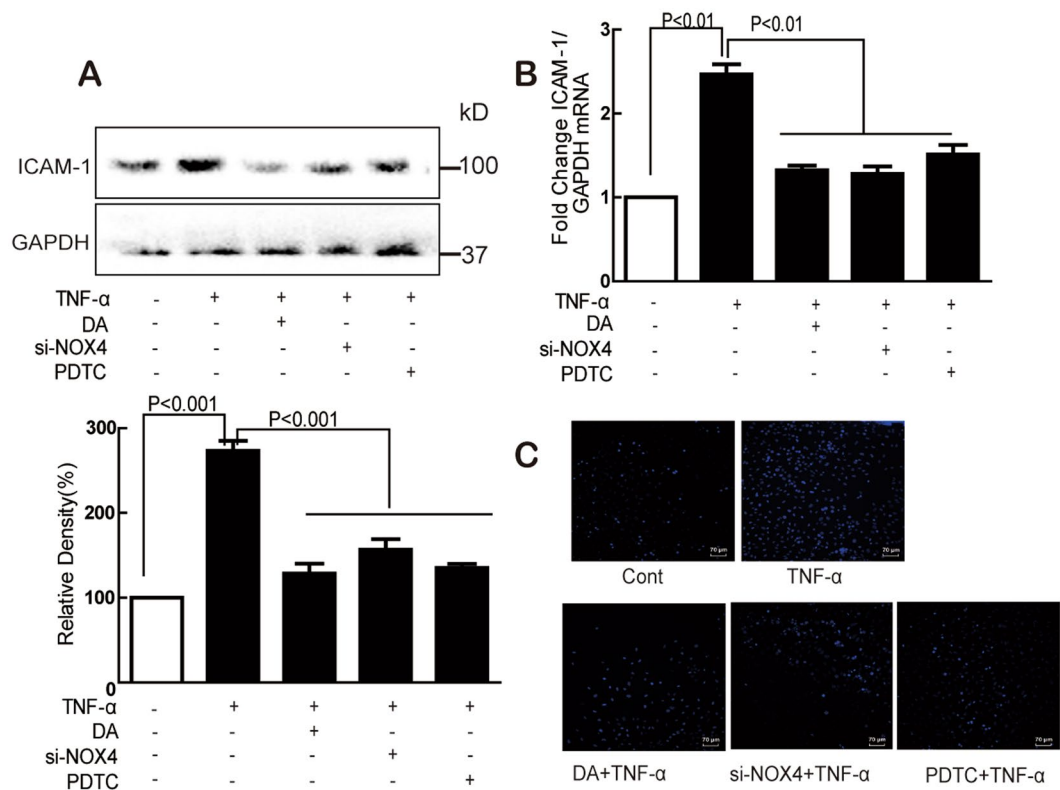 A
kD
ICAM-1
100
GAPDH
37
TNF-α - + + + +
DA - - + - -
si-NOX4 - - - + -
PDTC - - - - +
P<0.001
P<0.001
Relative Density(%)
300
200
100
0
TNF-α - + + + +
DA - - + - -
si-NOX4 - - - + -
PDTC - - - - +
B
P<0.01
P<0.01
Fold Change ICAM-1/
GAPDH mRNA
3
2
1
0
TNF-α - + + + +
DA - - + - -
si-NOX4 - - - + -
PDTC - - - - +
C
70 μm
70 μm
Cont
TNF-α
70 μm
70 μm
70 μm
DA+TNF-α
si-NOX4+TNF-α
PDTC+TNF-α